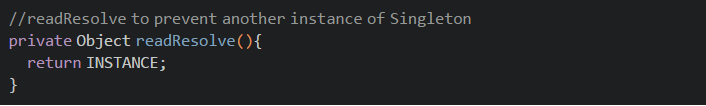 //readResolve to prevent another instance of Singleton
private Object readResolve(){
  return INSTANCE;
}